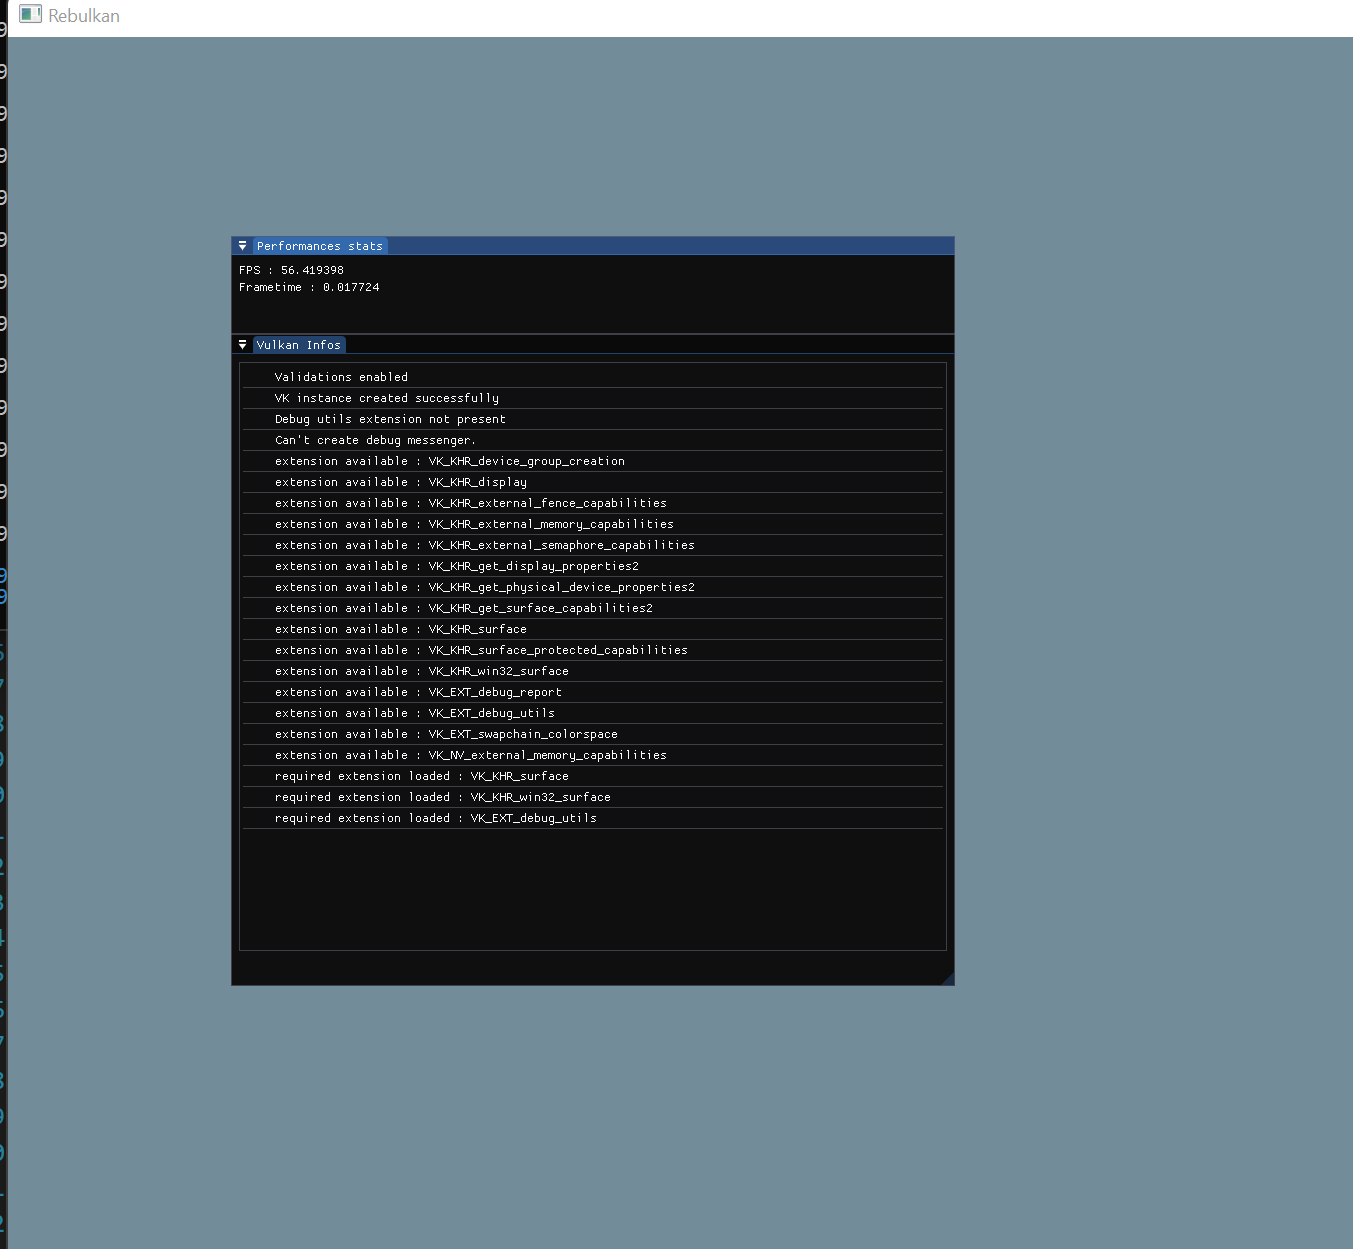 Rebulkan
Performances stats
FPS : 56.419398
Frametime : 0.017724
Vulkan Infos
Validations enabled
VK instance created successfully
Debug utils extension not present
Can't create debug messenger.
extension available : VK_KHR_device_group_creation
extension available : VK_KHR_display
extension available : VK_KHR_external_fence_capabilities
extension available : VK_KHR_external_memory_capabilities
extension available : VK_KHR_external_semaphore_capabilities
extension available : VK_KHR_get_display_properties2
extension available : VK_KHR_get_physical_device_properties2
extension available : VK_KHR_get_surface_capabilities2
extension available : VK_KHR_surface
extension available : VK_KHR_surface_protected_capabilities
extension available : VK_KHR_win32_surface
extension available : VK_EXT_debug_report
extension available : VK_EXT_debug_utils
extension available : VK_EXT_swapchain_colorspace
extension available : VK_NV_external_memory_capabilities
required extension loaded : VK_KHR_surface
required extension loaded : VK_KHR_win32_surface
required extension loaded : VK_EXT_debug_utils